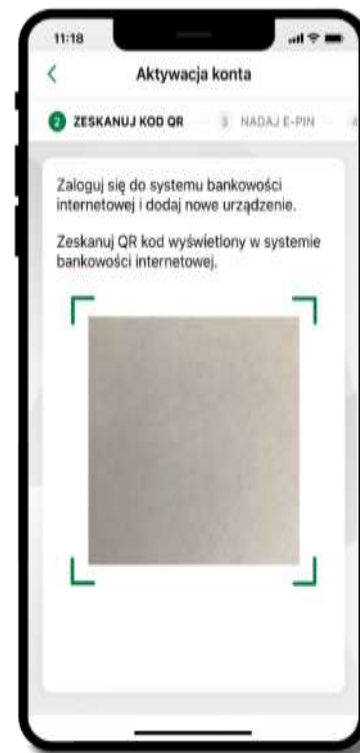 11:18
Aktywacja konta
2 ZESKANUJ KOD QR 3 NADAJ E-PIN 4
Zaloguj się do systemu bankowości
internetowej i dodaj nowe urządzenie.
Zeskanuj QR kod wyświetlony w systemie
bankowości internetowej.